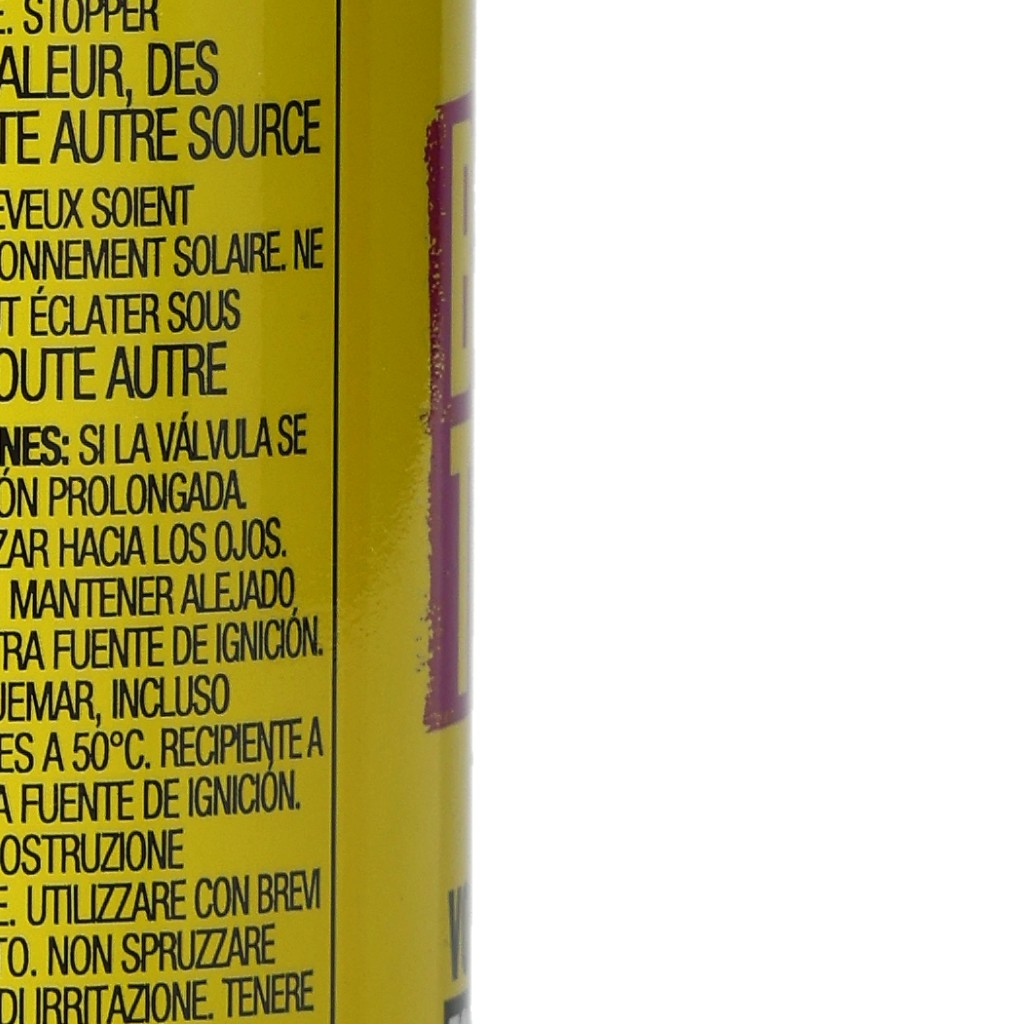 E. STOPPER
ALEUR, DES
TE AUTRE SOURCE
EVEUX SOIENT
ONNEMENT SOLAIRE. NE
UT ÉCLATER SOUS
OUTE AUTRE
NES: SI LA VÁLVULA SE
ÓN PROLONGADA.
ZAR HACIA LOS OJOS.
MANTENER ALEJADO,
TRA FUENTE DE IGNICIÓN.
UEMAR, INCLUSO
ES A 50°C. RECIPIENTE A
A FUENTE DE IGNICIÓN.
OSTRUZIONE
E. UTILIZZARE CON BREVI
TO. NON SPRUZZARE
DI IRRITAZIONE. TENERE